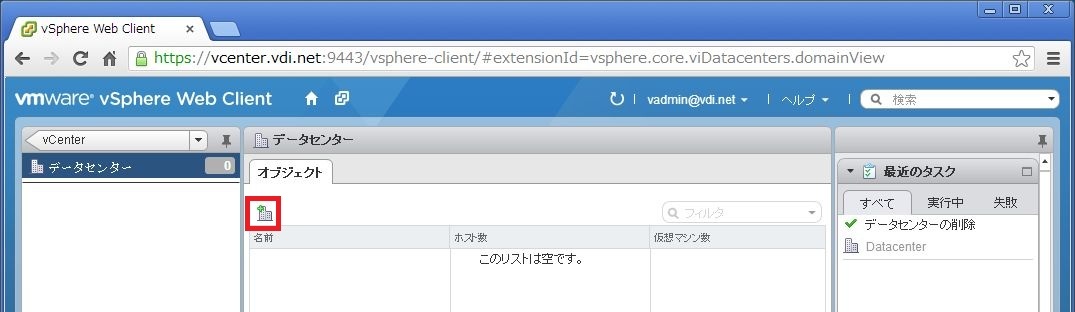 vSphere Web Client
https://vcenter.vdi.net:9443/vsphere-client/#extensionId=vsphere.core.viDatacenters.domainView
vmware® vSphere Web Client
vadmin@vdi.net
ヘルプ
検索
vCenter
データセンター
最近のタスク
データセンター 0
オブジェクト
すべて 実行中 失敗
フィルタ
データセンターの削除
名前 ホスト数 仮想マシン数
Datacenter
このリストは空です。